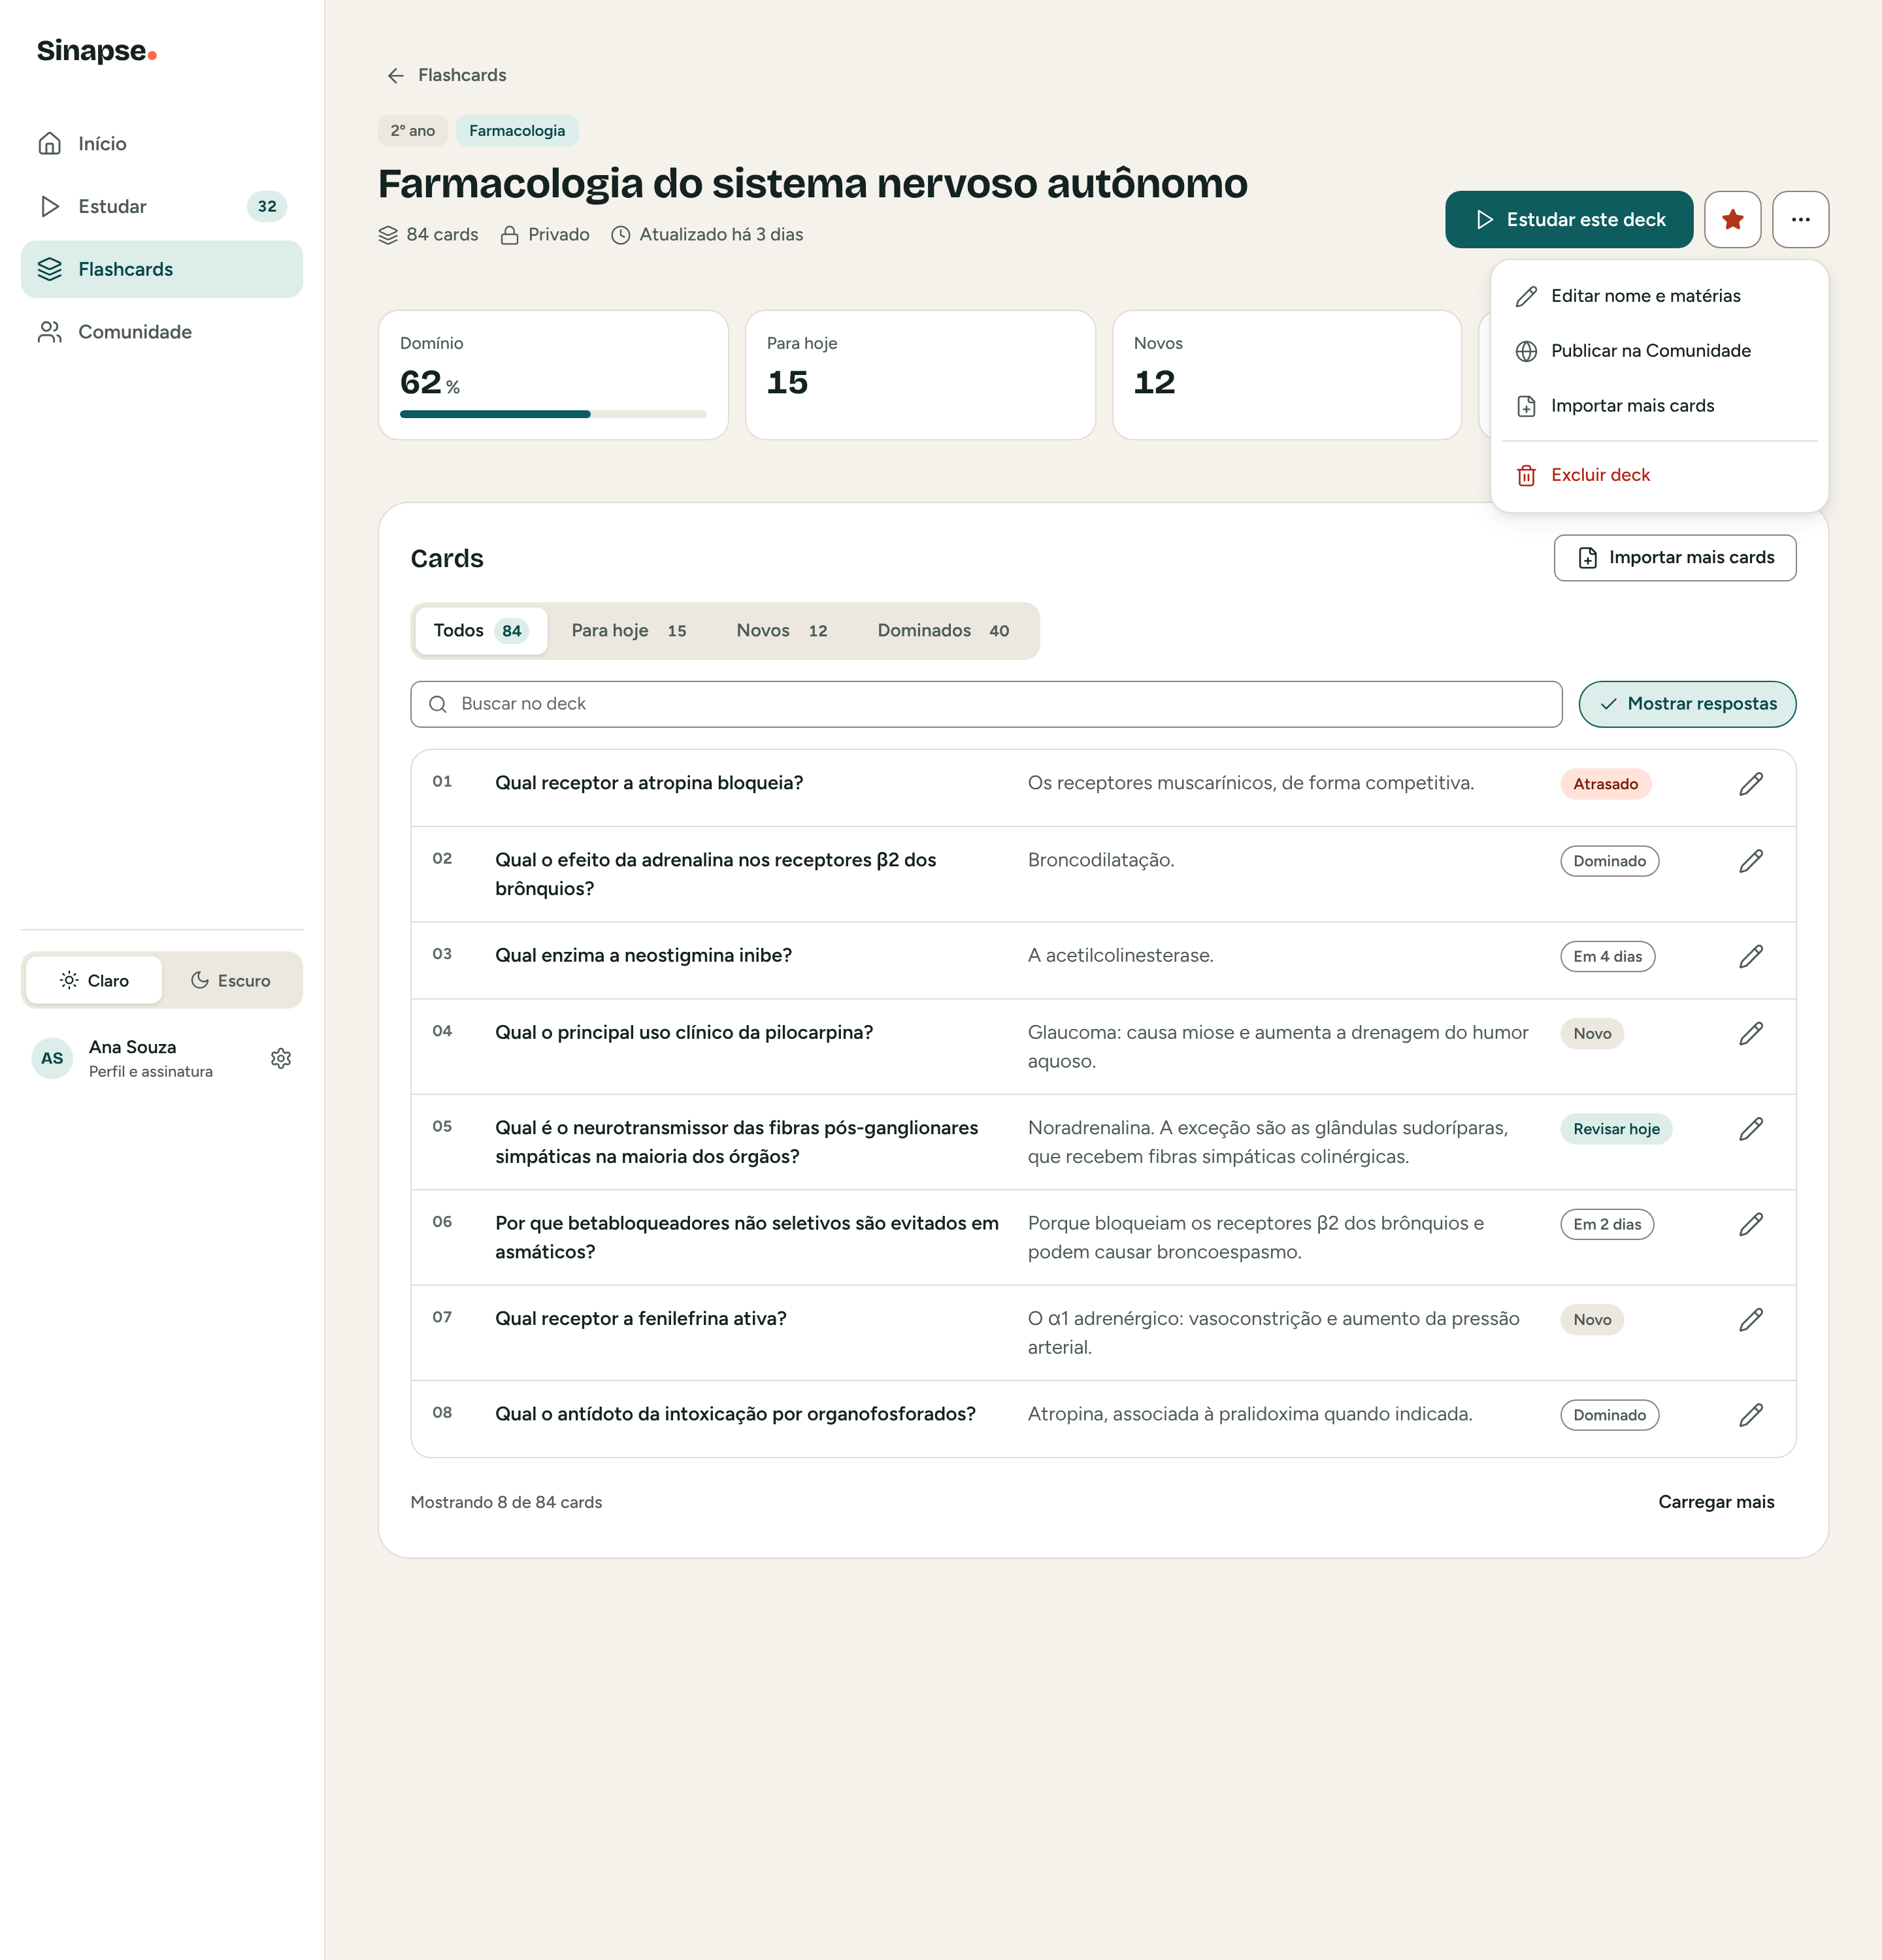 Sinapse.
Início
Estudar 32
Flashcards
Comunidade
Claro Escuro
AS Ana Souza
Perfil e assinatura
Flashcards
2º ano Farmacologia
Farmacologia do sistema nervoso autônomo
84 cards Privado Atualizado há 3 dias
Estudar este deck
Editar nome e matérias
Publicar na Comunidade
Importar mais cards
Excluir deck
Domínio
62 %
Para hoje
15
Novos
12
Cards
Importar mais cards
Todos 84 Para hoje 15 Novos 12 Dominados 40
Buscar no deck
Mostrar respostas
01 Qual receptor a atropina bloqueia? Os receptores muscarínicos, de forma competitiva. Atrasado
02 Qual o efeito da adrenalina nos receptores β2 dos
brônquios?
Broncodilatação.
Dominado
03 Qual enzima a neostigmina inibe? A acetilcolinesterase. Em 4 dias
04 Qual o principal uso clínico da pilocarpina?
Glaucoma: causa miose e aumenta a drenagem do humor
aquoso.
Novo
05 Qual é o neurotransmissor das fibras pós-ganglionares
simpáticas na maioria dos órgãos?
Noradrenalina. A exceção são as glândulas sudoríparas,
que recebem fibras simpáticas colinérgicas.
Revisar hoje
06 Por que betabloqueadores não seletivos são evitados em
asmáticos?
Porque bloqueiam os receptores β2 dos brônquios e
podem causar broncoespasmo.
Em 2 dias
07 Qual receptor a fenilefrina ativa?
O α1 adrenérgico: vasoconstrição e aumento da pressão
arterial.
Novo
08 Qual o antídoto da intoxicação por organofosforados? Atropina, associada à pralidoxima quando indicada. Dominado
Mostrando 8 de 84 cards
Carregar mais